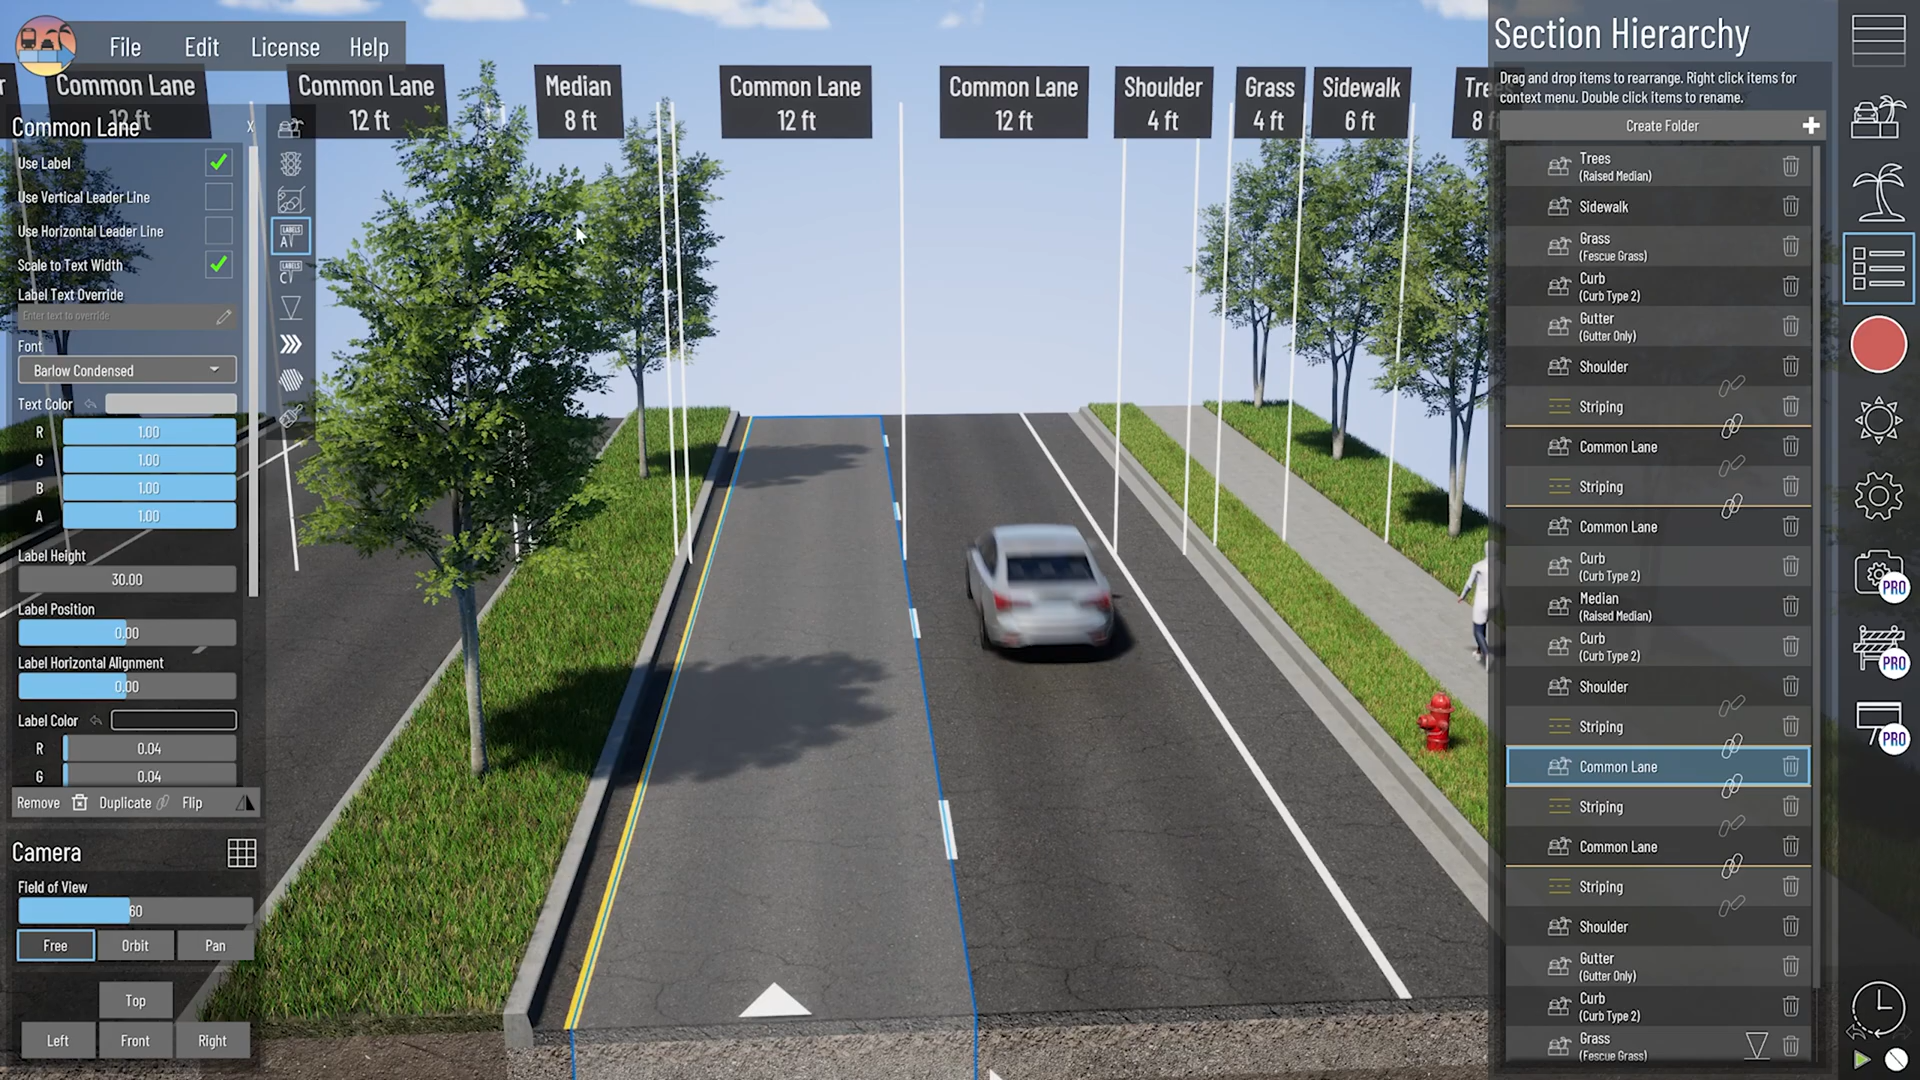 File
Edit
License
Help
Common Lane
12 ft
Common Lane
12 ft
Median
8 ft
Common Lane
12 ft
Common Lane
12 ft
Shoulder
4 ft
Grass
4 ft
Sidewalk
6 ft
8 ft
Common Lane
X
Use Label
Use Vertical Leader Line
Use Horizontal Leader Line
Scale to Text Width
Label Text Override
Enter text to override
Font
Barlow Condensed
Text Color
R 1.00
G 1.00
B 1.00
A 1.00
Label Height
30.00
Label Position
0.00
Label Horizontal Alignment
0.00
Label Color
R 0.04
G 0.04
Remove Duplicate Flip
LABELS
A
LABELS
C
Camera
Field of View
60
Free Orbit Pan
Top
Left Front Right
Section Hierarchy
Drag and drop items to rearrange. Right click items for
context menu. Double click items to rename.
Create Folder
Trees
(Raised Median)
Sidewalk
Grass
(Fescue Grass)
Curb
(Curb Type 2)
Gutter
(Gutter Only)
Shoulder
Striping
Common Lane
Striping
Common Lane
Curb
(Curb Type 2)
Median
(Raised Median)
Curb
(Curb Type 2)
Shoulder
Striping
Common Lane
Striping
Common Lane
Striping
Shoulder
Gutter
(Gutter Only)
Curb
(Curb Type 2)
Grass
(Fescue Grass)
PRO
PRO
PRO